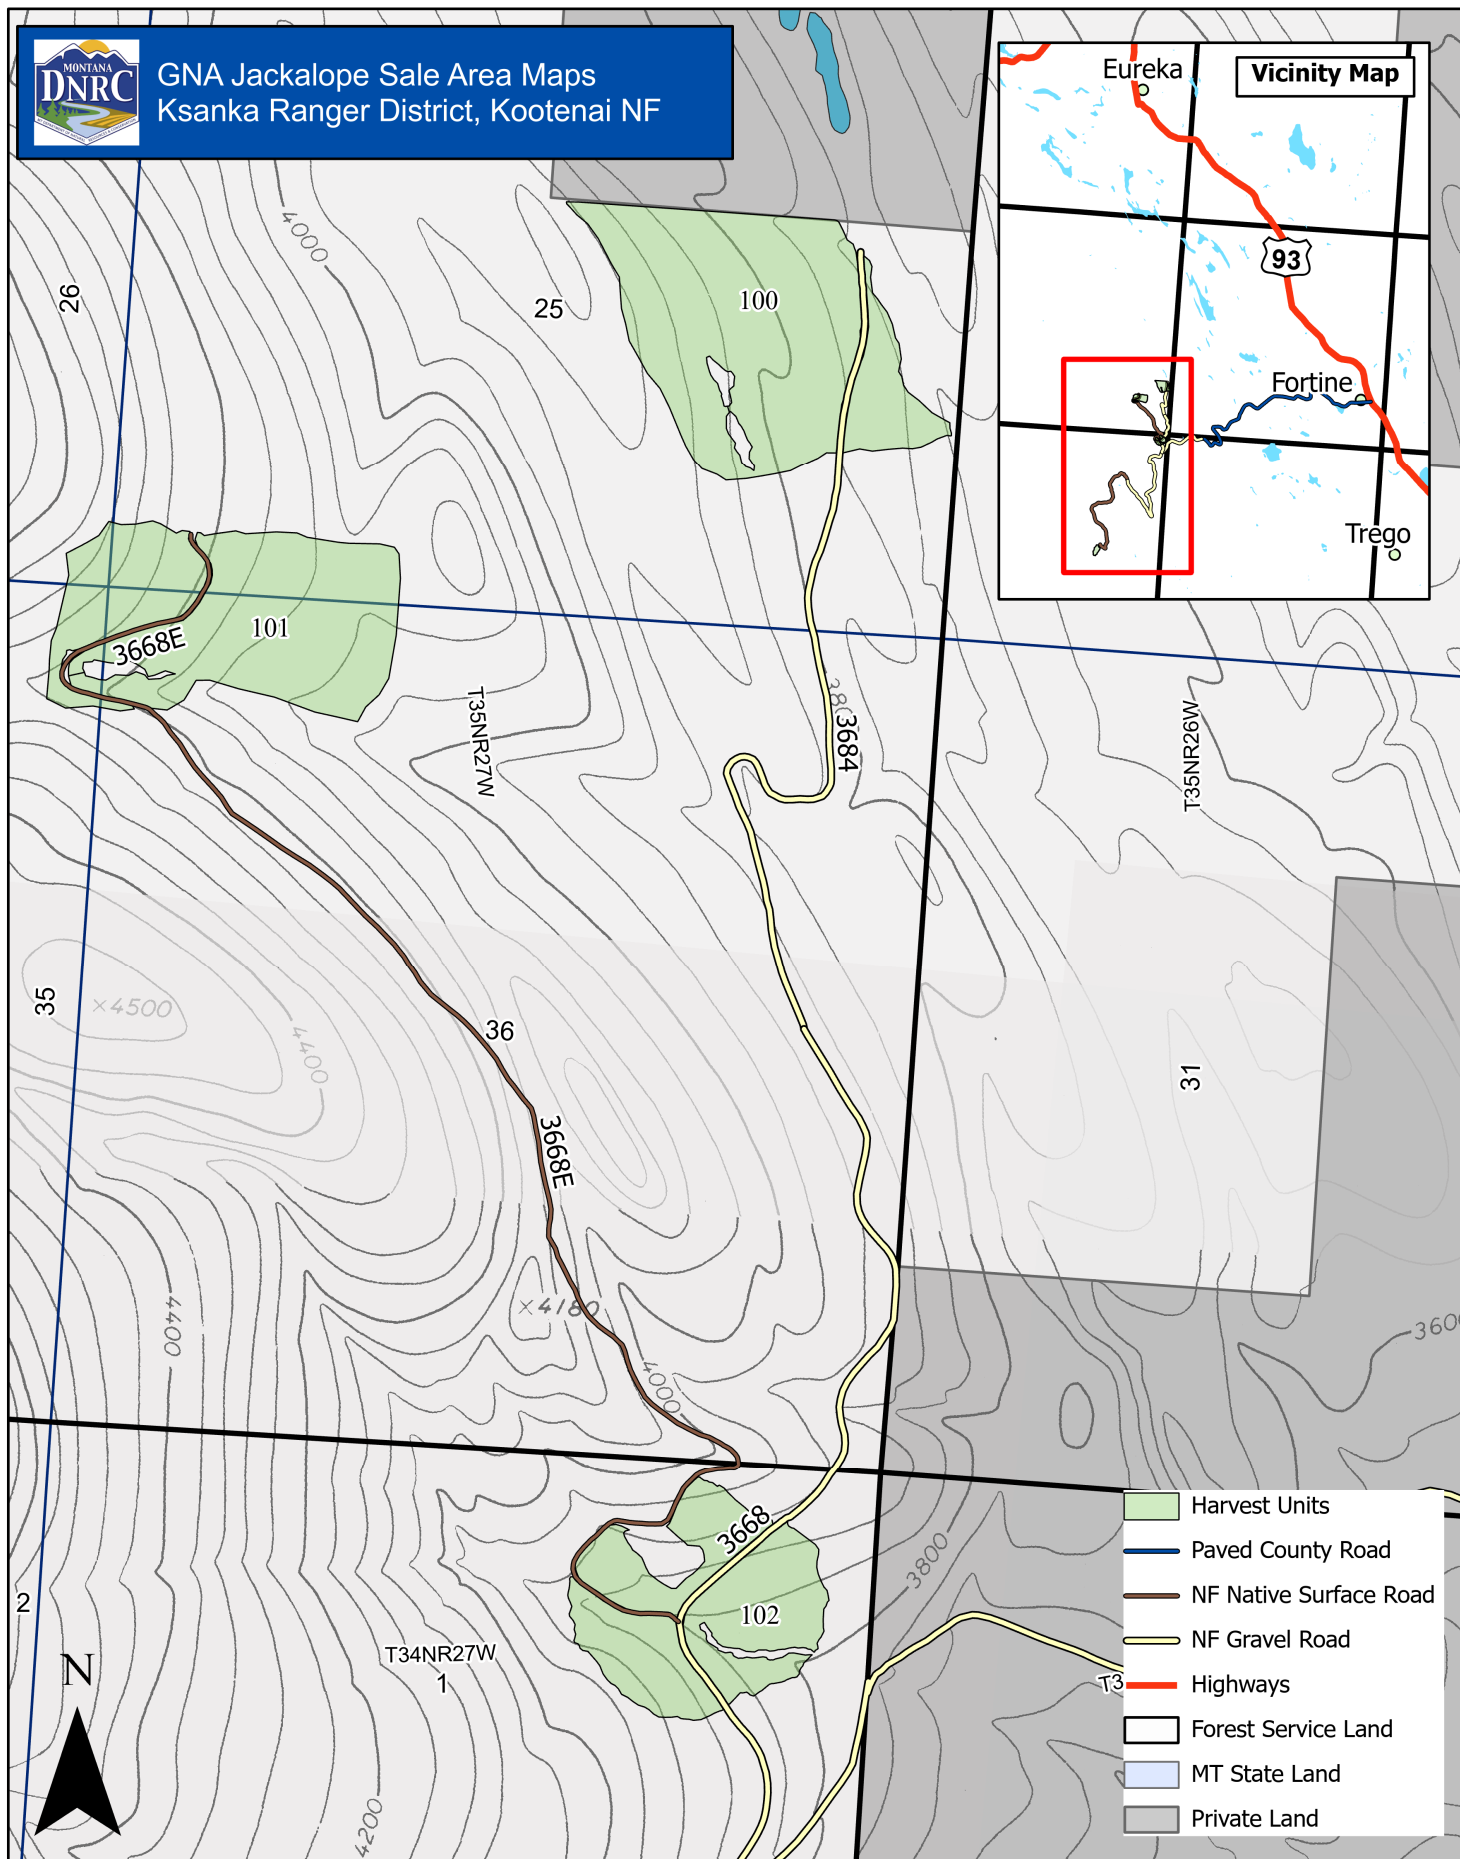 MONTANA
DNRC
GNA Jackalope Sale Area Maps
Ksanka Ranger District, Kootenai NF
Vicinity Map
Eureka
93
Fortine
Trego
4000
26
25
100
101
3668E
T35NR27W
3684
T35NR26W
35
×4500
4400
36
31
3668E
4400
×4180
4000
3600
3668
3800
102
2
T34NR27W
1
N
4200
T3
Harvest Units
Paved County Road
NF Native Surface Road
NF Gravel Road
Highways
Forest Service Land
MT State Land
Private Land